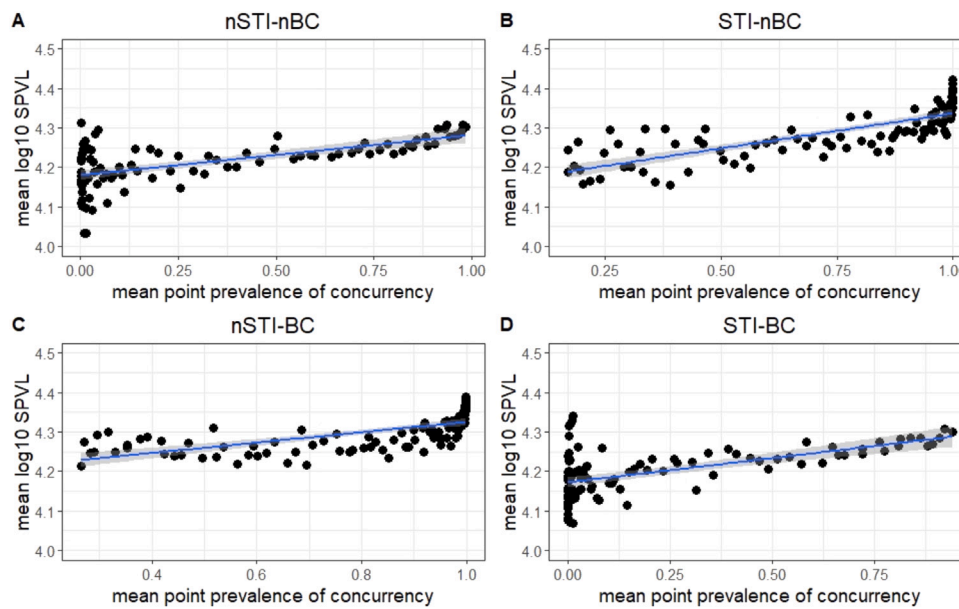 A
nSTI-nBC
mean log10 SPVL
4.5
4.4
4.3
4.2
4.1
4.0
0.00 0.25 0.50 0.75 1.00
mean point prevalence of concurrency
B
STI-nBC
mean log10 SPVL
4.5
4.4
4.3
4.2
4.1
4.0
0.25 0.50 0.75 1.00
mean point prevalence of concurrency
C
nSTI-BC
mean log10 SPVL
4.5
4.4
4.3
4.2
4.1
4.0
0.4 0.6 0.8 1.0
mean point prevalence of concurrency
D
STI-BC
mean log10 SPVL
4.5
4.4
4.3
4.2
4.1
4.0
0.00 0.25 0.50 0.75
mean point prevalence of concurrency